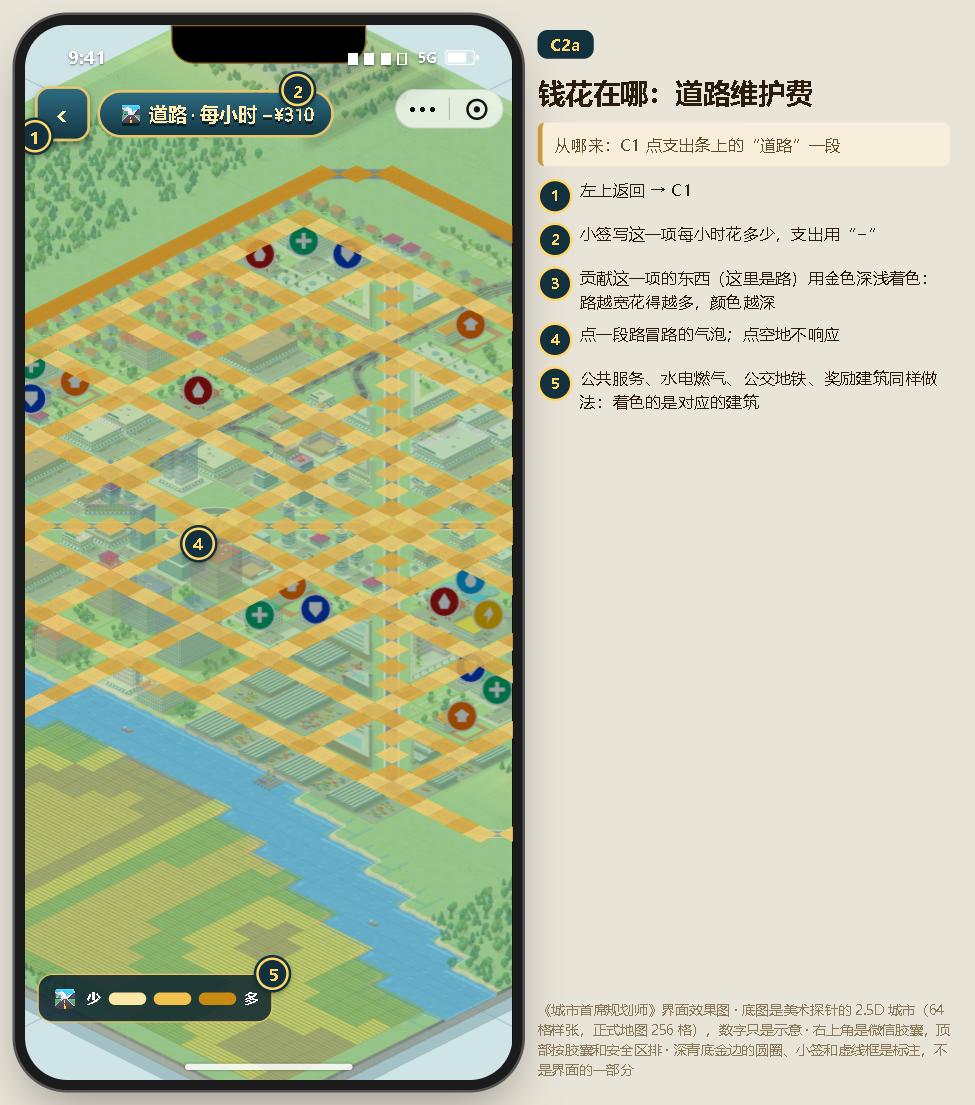 9:41
5G
2
道路 · 每小时 −¥310
1
4
5
少
多
C2a
钱花在哪：道路维护费
从哪来：C1 点支出条上的“道路”一段
1 左上返回 → C1
2 小签写这一项每小时花多少，支出用“−”
3 贡献这一项的东西（这里是路）用金色深浅着色：
路越宽花得越多，颜色越深
4 点一段路冒路的气泡；点空地不响应
5 公共服务、水电燃气、公交地铁、奖励建筑同样做
法：着色的是对应的建筑
《城市首席规划师》界面效果图 · 底图是美术探针的 2.5D 城市（64
格样张，正式地图 256 格），数字只是示意 · 右上角是微信胶囊，顶
部按胶囊和安全区排 · 深青底金边的圆圈、小签和虚线框是标注，不
是界面的一部分